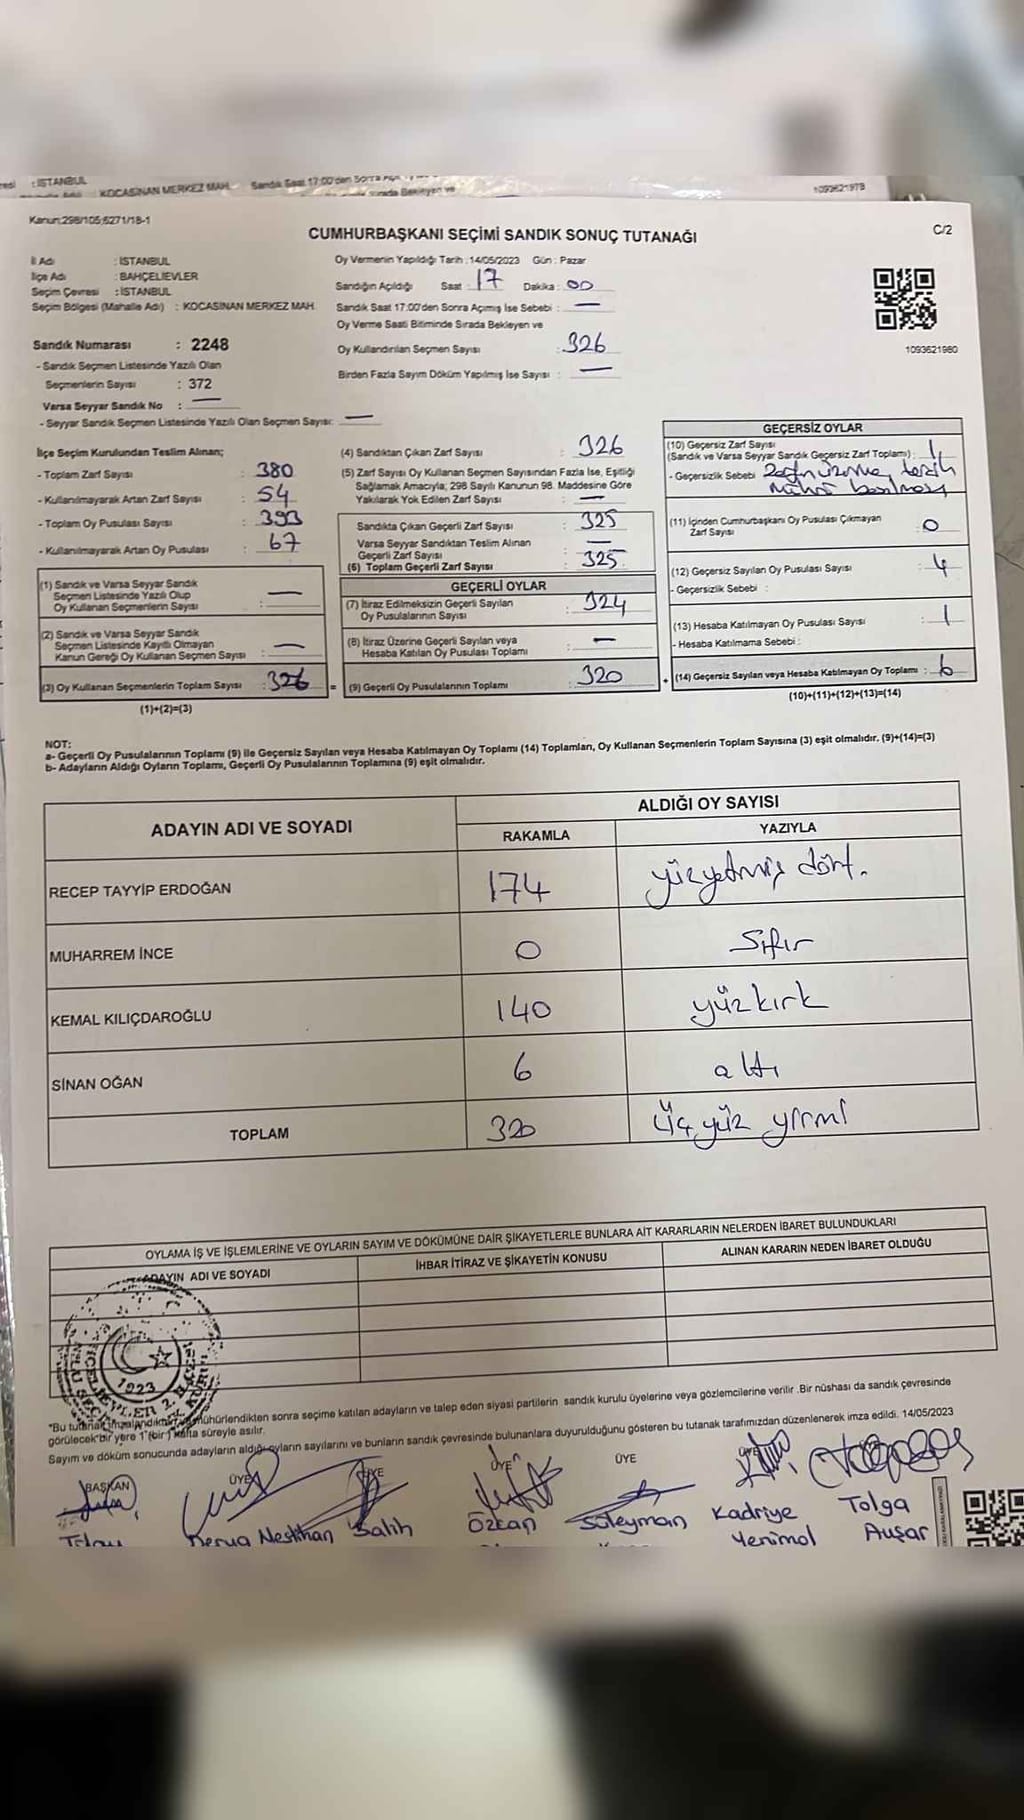 : İSTANBUL
KOCASİNAN MERKEZ MAH.
1093621978
Kanun:298/105;6271/18-1
C/2
CUMHURBAŞKANI SEÇİMİ SANDIK SONUÇ TUTANAĞI
İl Adı : İSTANBUL
İlçe Adı : BAHÇELİEVLER
Seçim Çevresi : İSTANBUL
Seçim Bölgesi (Mahalle Adı) : KOCASİNAN MERKEZ MAH.
Sandık Numarası : 2248
- Sandık Seçmen Listesinde Yazılı Olan
Seçmenlerin Sayısı : 372
Varsa Seyyar Sandık No : —
- Seyyar Sandık Seçmen Listesinde Yazılı Olan Seçmen Sayısı: —
Oy Vermenin Yapıldığı Tarih :14/05/2023 Gün : Pazar
Sandığın Açıldığı Saat : 17 Dakika : 00
Sandık Saat 17:00'den Sonra Açımış İse Sebebi : —
Oy Verme Saati Bitiminde Sırada Bekleyen ve
Oy Kullandırılan Seçmen Sayısı : 326
Birden Fazla Sayım Döküm Yapılmış İse Sayısı : —
1093621980
İlçe Seçim Kurulundan Teslim Alınan;
- Toplam Zarf Sayısı : 380
- Kullanılmayarak Artan Zarf Sayısı : 54
- Toplam Oy Pusulası Sayısı : 393
- Kullanılmayarak Artan Oy Pusulası : 67
(1) Sandık ve Varsa Seyyar Sandık
Seçmen Listesinde Yazılı Olup
Oy Kullanan Seçmenlerin Sayısı : —
(2) Sandık ve Varsa Seyyar Sandık
Seçmen Listesinde Kayıtlı Olmayan
Kanun Gereği Oy Kullanan Seçmen Sayısı : —
(3) Oy Kullanan Seçmenlerin Toplam Sayısı : 326
(1)+(2)=(3)
(4) Sandıktan Çıkan Zarf Sayısı : 326
(5) Zarf Sayısı Oy Kullanan Seçmen Sayısından Fazla İse, Eşitliği
Sağlamak Amacıyla; 298 Sayılı Kanunun 98. Maddesine Göre
Yakılarak Yok Edilen Zarf Sayısı : —
Sandıkta Çıkan Geçerli Zarf Sayısı : 325
Varsa Seyyar Sandıktan Teslim Alınan
Geçerli Zarf Sayısı : —
(6) Toplam Geçerli Zarf Sayısı : 325
GEÇERLİ OYLAR
(7) İtiraz Edilmeksizin Geçerli Sayılan
Oy Pusulalarının Sayısı : 324
(8) İtiraz Üzerine Geçerli Sayılan veya
Hesaba Katılan Oy Pusulası Toplamı : —
= (9) Geçerli Oy Pusulalarının Toplamı : 320
GEÇERSİZ OYLAR
(10) Geçersiz Zarf Sayısı
(Sandık ve Varsa Seyyar Sandık Geçersiz Zarf Toplamı) : 1
- Geçersizlik Sebebi : Zarfın üzerine tercih
mührü basılması
(11) İçinden Cumhurbaşkanı Oy Pusulası Çıkmayan
Zarf Sayısı : 0
(12) Geçersiz Sayılan Oy Pusulası Sayısı : 4
- Geçersizlik Sebebi :
(13) Hesaba Katılmayan Oy Pusulası Sayısı : 1
- Hesaba Katılmama Sebebi :
+ (14) Geçersiz Sayılan veya Hesaba Katılmayan Oy Toplamı : 6
(10)+(11)+(12)+(13)=(14)
NOT:
a- Geçerli Oy Pusulalarının Toplamı (9) ile Geçersiz Sayılan veya Hesaba Katılmayan Oy Toplamı (14) Toplamları, Oy Kullanan Seçmenlerin Toplam Sayısına (3) eşit olmalıdır. (9)+(14)=(3)
b- Adayların Aldığı Oyların Toplamı, Geçerli Oy Pusulalarının Toplamına (9) eşit olmalıdır.
ADAYIN ADI VE SOYADI
ALDIĞI OY SAYISI
RAKAMLA YAZIYLA
RECEP TAYYİP ERDOĞAN 174 yüzyetmiş dört.
MUHARREM İNCE 0 Sıfır
KEMAL KILIÇDAROĞLU 140 yüzkırk
SİNAN OĞAN 6 altı
TOPLAM 320 Üçyüz yirmi
OYLAMA İŞ VE İŞLEMLERİNE VE OYLARIN SAYIM VE DÖKÜMÜNE DAİR ŞİKAYETLERLE BUNLARA AİT KARARLARIN NELERDEN İBARET BULUNDUKLARI
ADAYIN ADI VE SOYADI İHBAR İTİRAZ VE ŞİKAYETİN KONUSU ALINAN KARARIN NEDEN İBARET OLDUĞU
1923
*Bu tutanak mühürlendikten sonra seçime katılan adayların ve talep eden siyasi partilerin sandık kurulu üyelerine veya gözlemcilerine verilir .Bir nüshası da sandık çevresinde
görülecek bir yere 1 (bir) hafta süreyle asılır.
Sayım ve döküm sonucunda adayların aldığı oyların sayılarını ve bunların sandık çevresinde bulunanlara duyurulduğunu gösteren bu tutanak tarafımızdan düzenlenerek imza edildi. 14/05/2023
BAŞKAN ÜYE ÜYE ÜYE ÜYE ÜYE
Derya Neslihan Salih Özkan Süleyman Kadriye Tolga
Yenimol Avşar